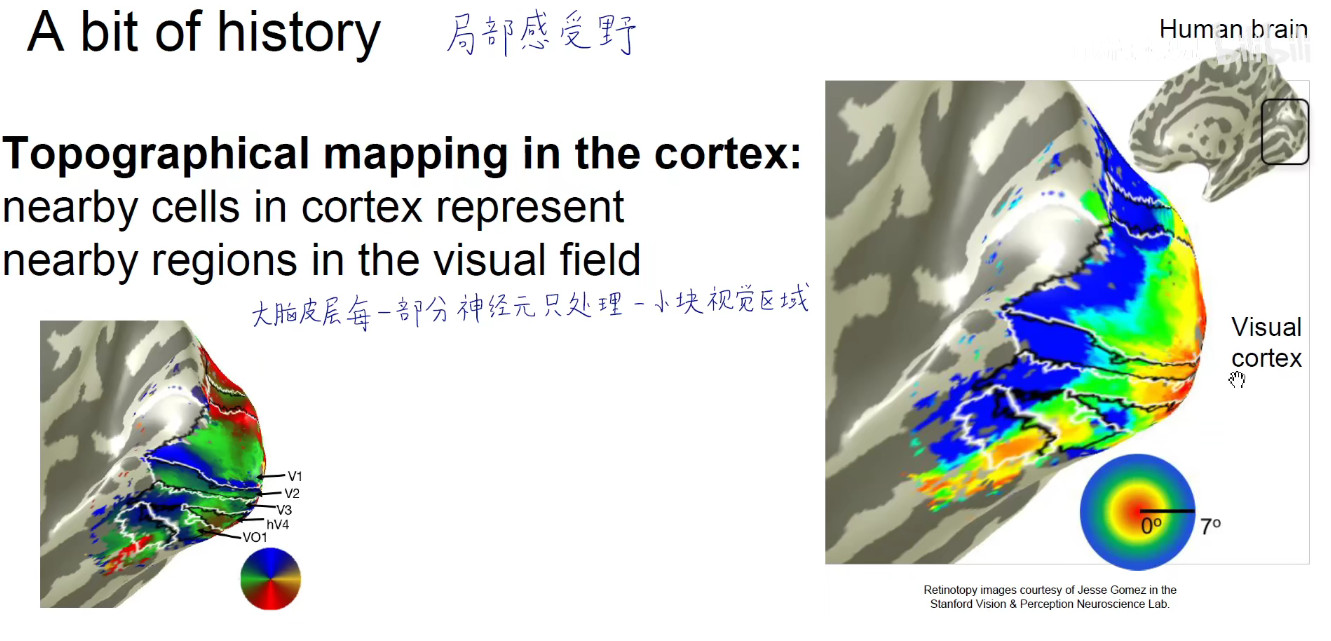 A bit of history
局部感受野
Human brain
bilibili
Topographical mapping in the cortex:
nearby cells in cortex represent
nearby regions in the visual field
大脑皮层每一部分神经元只处理一小块视觉区域
V1
V2
V3
hV4
VO1
Visual
cortex
0° 7°
Retinotopy images courtesy of Jesse Gomez in the
Stanford Vision & Perception Neuroscience Lab.